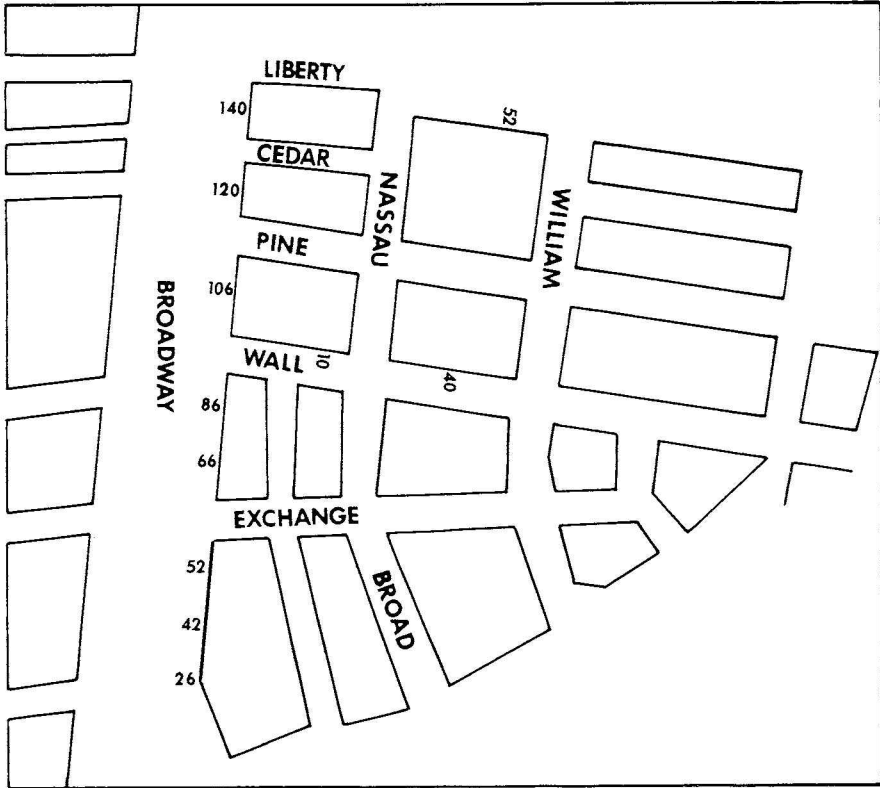 LIBERTY
140
52
CEDAR
120
NASSAU
WILLIAM
PINE
106
BROADWAY
WALL
10
40
86
66
EXCHANGE
52
BROAD
42
26